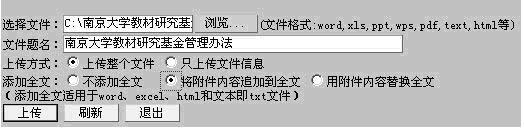 选择文件: C:\南京大学教材研究基 浏览... (文件格式:word,xls,ppt,wps,pdf,text,html等)
文件题名: 南京大学教材研究基金管理办法
上传方式: 上传整个文件 只上传文件信息
添加全文: 不添加全文 将附件内容追加到全文 用附件内容替换全文
(添加全文适用于word、excel、html和文本即txt文件)
上载 刷新 退出